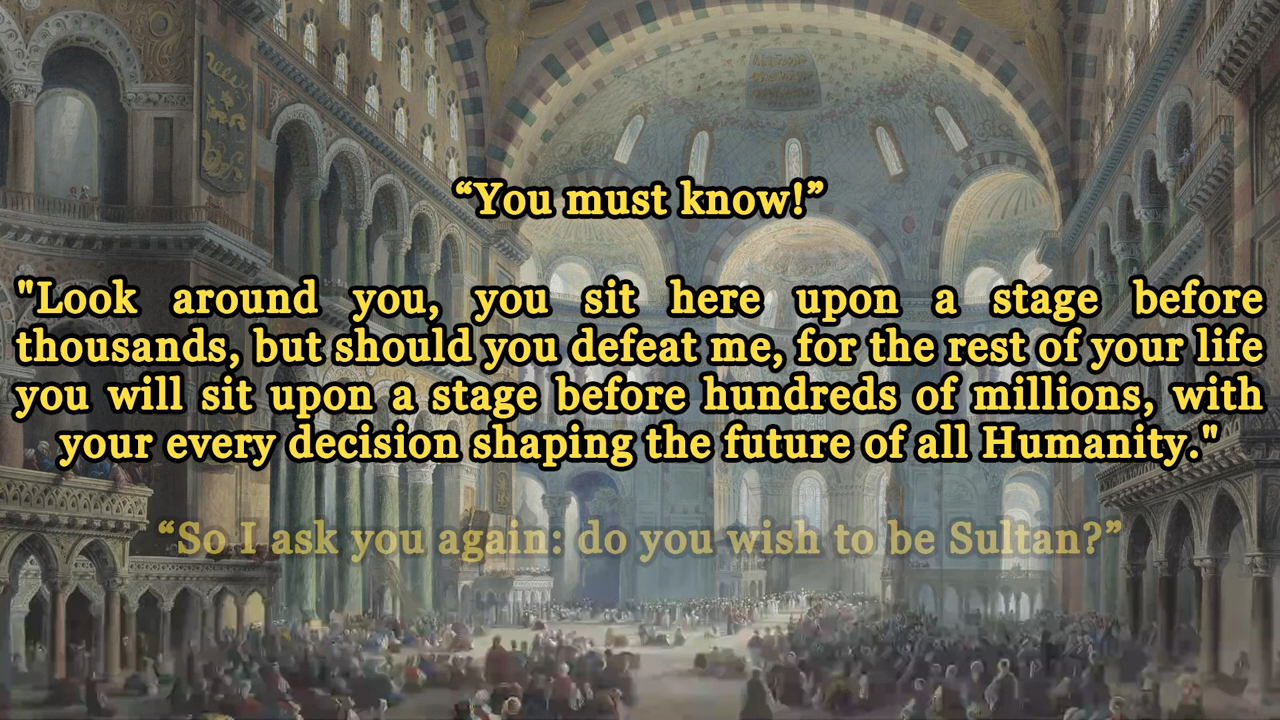 “You must know!”
"Look around you, you sit here upon a stage before
thousands, but should you defeat me, for the rest of your life
you will sit upon a stage before hundreds of millions, with
your every decision shaping the future of all Humanity."
“So I ask you again: do you wish to be Sultan?”